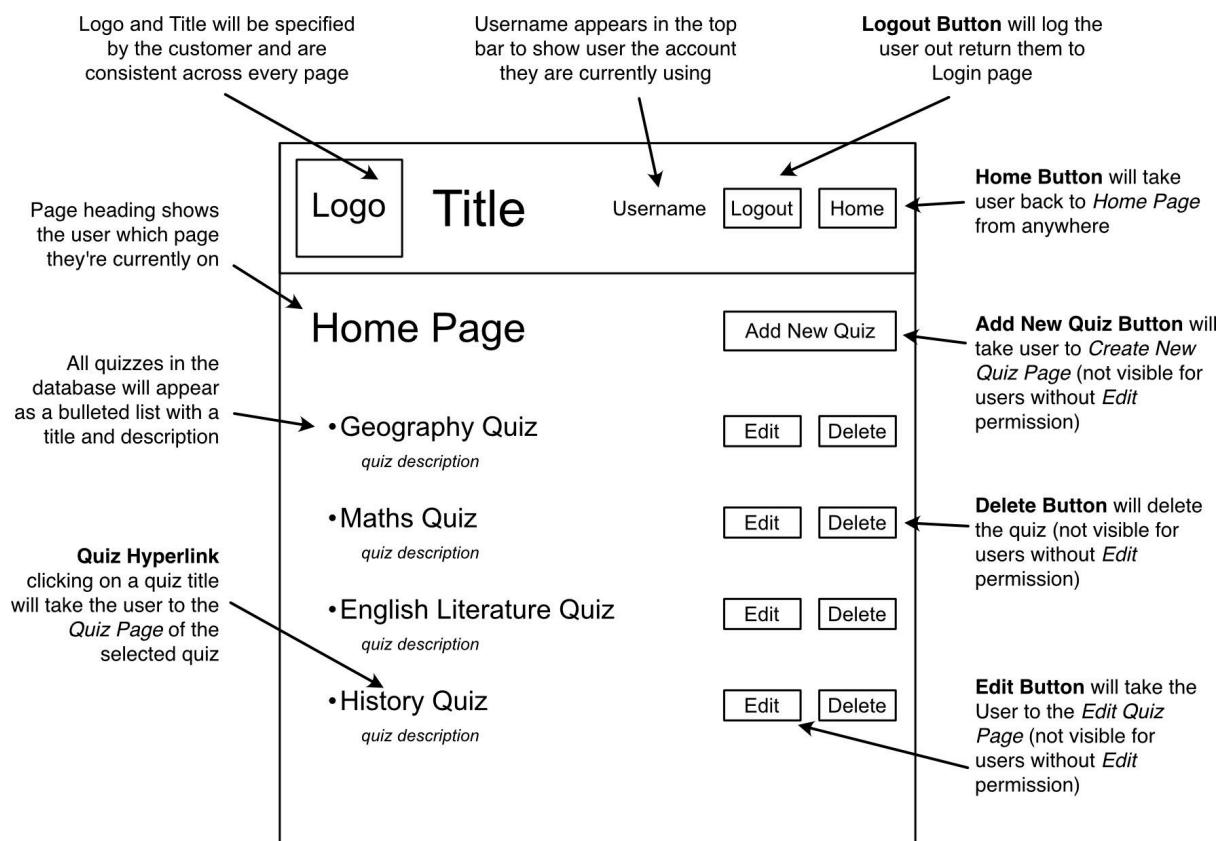 Logo and Title will be specified
by the customer and are
consistent across every page
Username appears in the top
bar to show user the account
they are currently using
Logout Button will log the
user out return them to
Login page
Logo
Title
Username
Logout
Home
Home Button will take
user back to Home Page
from anywhere
Page heading shows
the user which page
they're currently on
Home Page
Add New Quiz
Add New Quiz Button will
take user to Create New
Quiz Page (not visible for
users without Edit
permission)
All quizzes in the
database will appear
as a bulleted list with a
title and description
•Geography Quiz
quiz description
Edit
Delete
•Maths Quiz
quiz description
Edit
Delete
Delete Button will delete
the quiz (not visible for
users without Edit
permission)
Quiz Hyperlink
clicking on a quiz title
will take the user to the
Quiz Page of the
selected quiz
•English Literature Quiz
quiz description
Edit
Delete
•History Quiz
quiz description
Edit
Delete
Edit Button will take the
User to the Edit Quiz
Page (not visible for
users without Edit
permission)